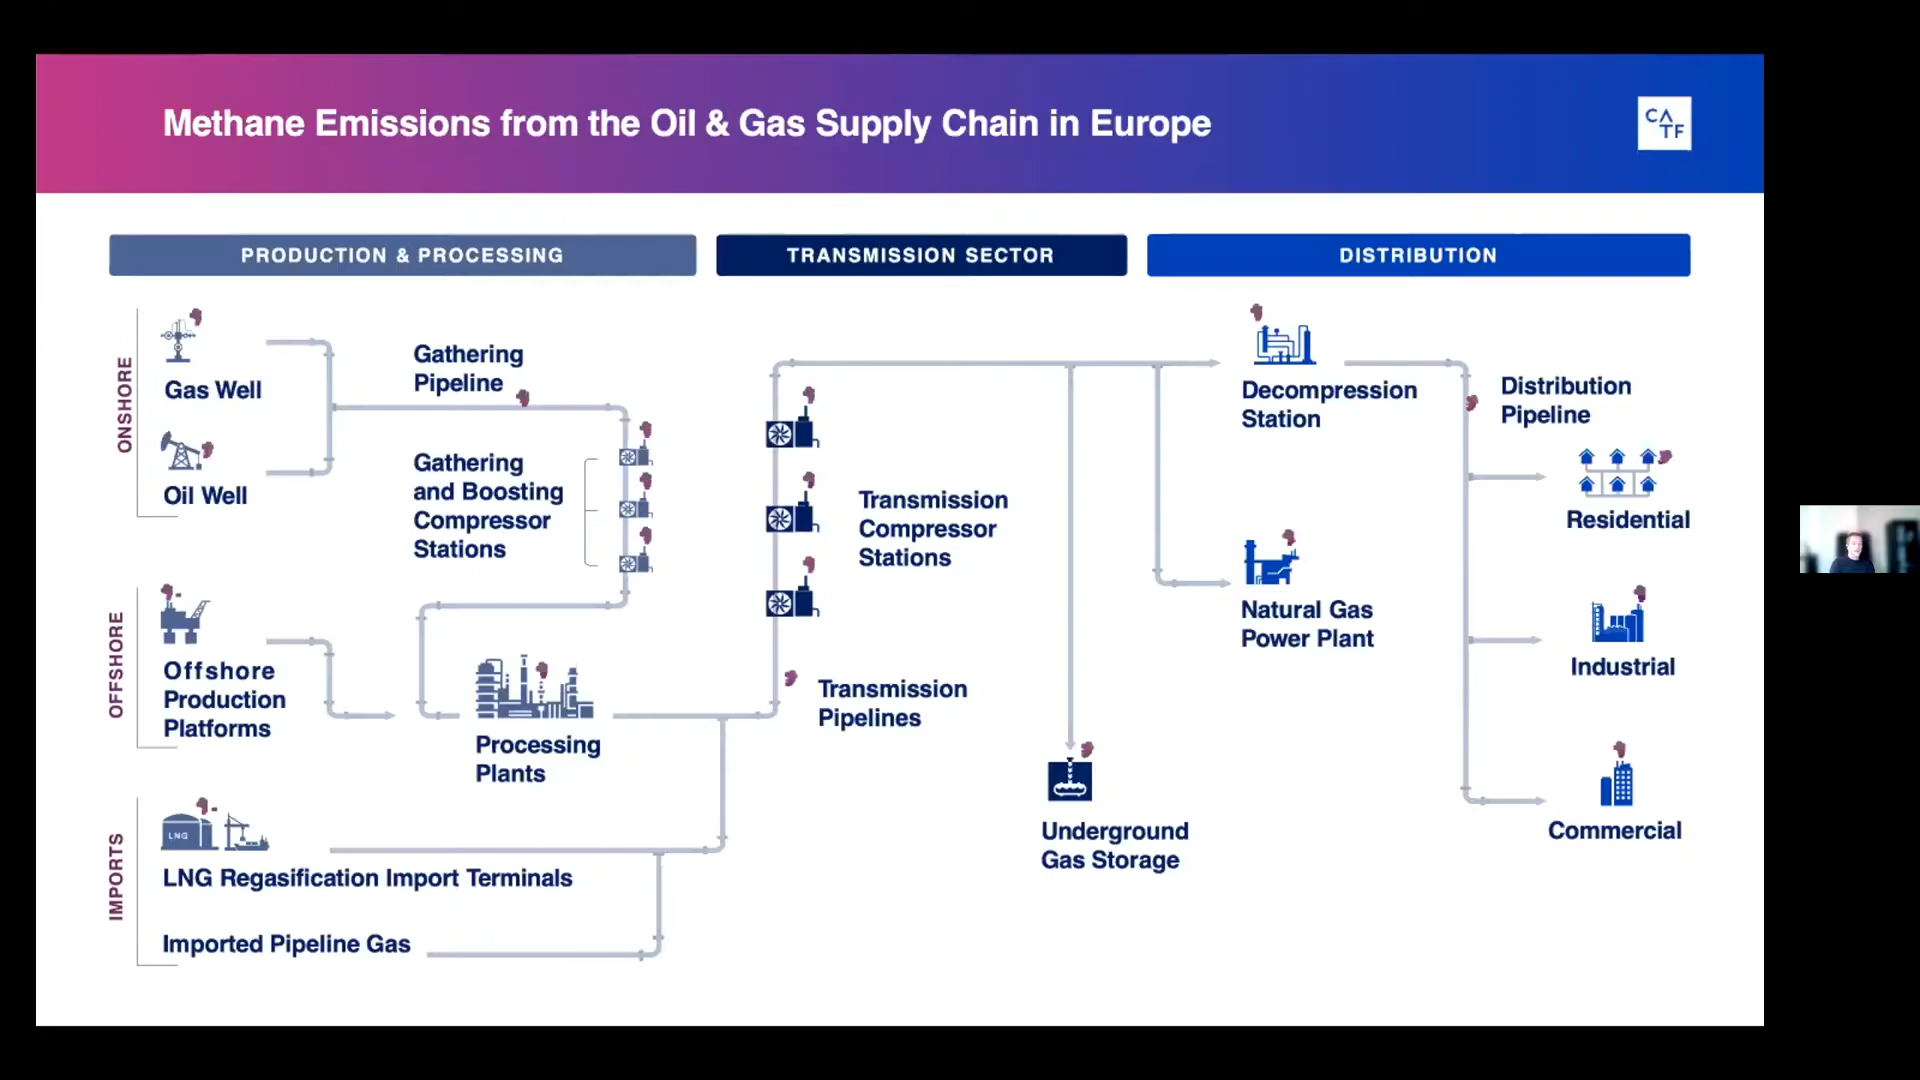 Methane Emissions from the Oil & Gas Supply Chain in Europe
CA
TF
PRODUCTION & PROCESSING
TRANSMISSION SECTOR
DISTRIBUTION
ONSHORE
Gas Well
Oil Well
Gathering
Pipeline
Gathering
and Boosting
Compressor
Stations
OFFSHORE
Offshore
Production
Platforms
Processing
Plants
IMPORTS
LNG
LNG Regasification Import Terminals
Imported Pipeline Gas
Transmission
Compressor
Stations
Transmission
Pipelines
Underground
Gas Storage
Decompression
Station
Natural Gas
Power Plant
Distribution
Pipeline
Residential
Industrial
Commercial